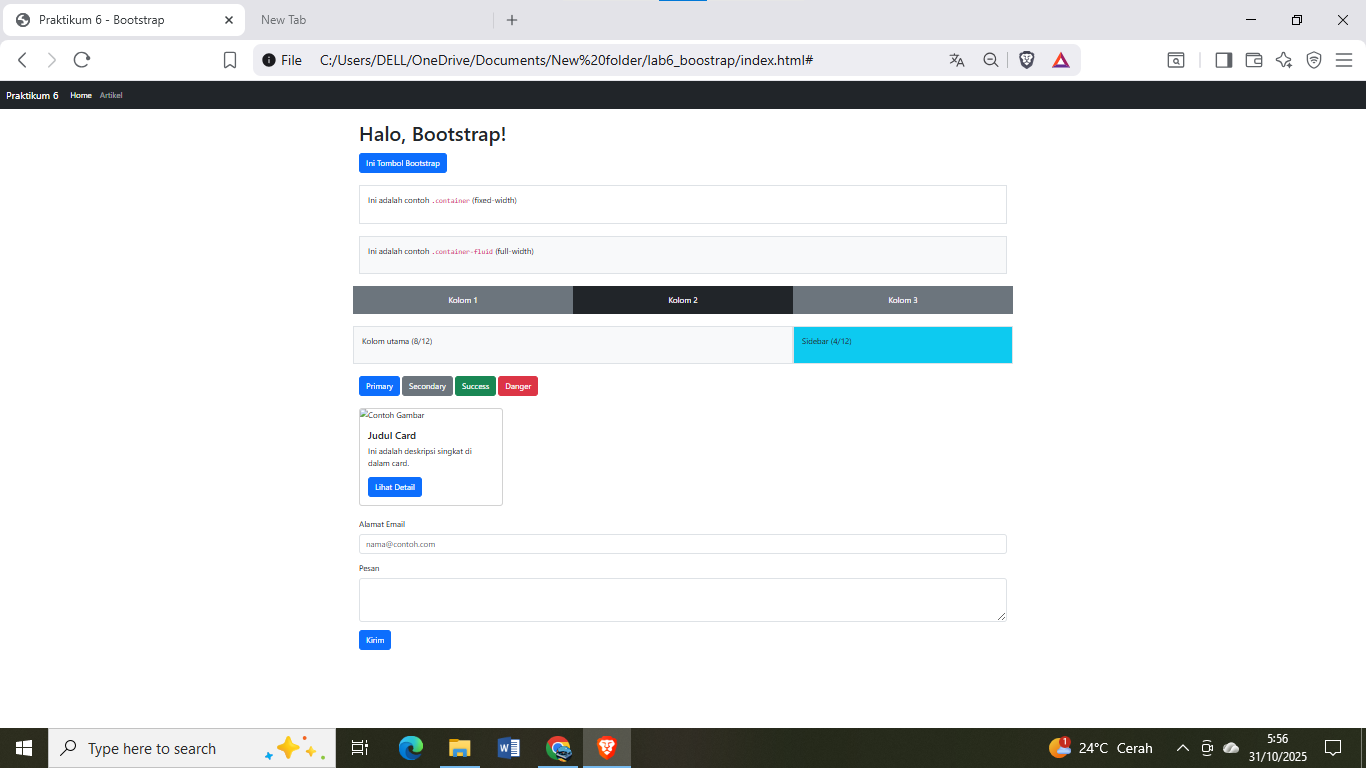 Praktikum 6 - Bootstrap
New Tab
File C:/Users/DELL/OneDrive/Documents/New%20folder/lab6_boostrap/index.html#
Praktikum 6 Home Artikel
Halo, Bootstrap!
Ini Tombol Bootstrap
Ini adalah contoh .container (fixed-width)
Ini adalah contoh .container-fluid (full-width)
Kolom 1 Kolom 2 Kolom 3
Kolom utama (8/12) Sidebar (4/12)
Primary Secondary Success Danger
Contoh Gambar
Judul Card
Ini adalah deskripsi singkat di
dalam card.
Lihat Detail
Alamat Email
nama@contoh.com
Pesan
Kirim
Type here to search
1
24°C Cerah
5:56
31/10/2025